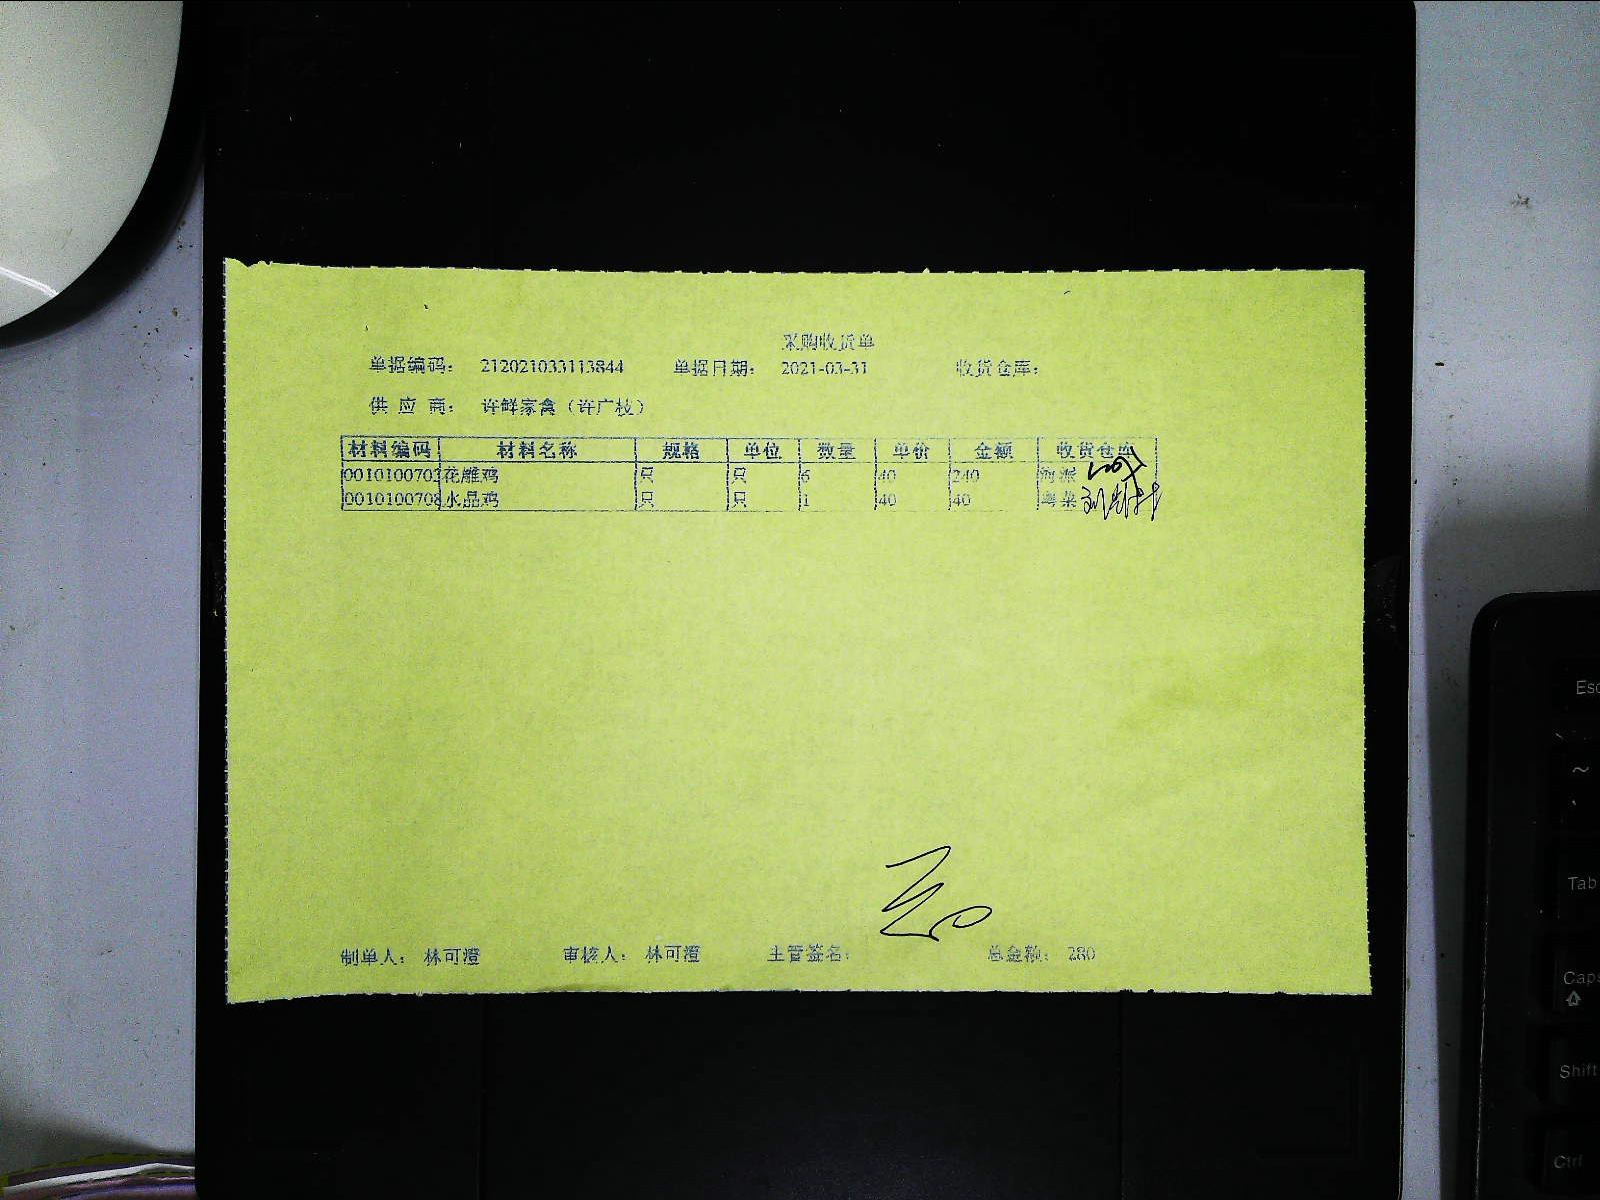 采购收货单
单据编码： 212021033113844 单据日期： 2021-03-31 收货仓库：
供 应 商： 许鲜家禽（许广枝）
材料编码 材料名称 规格 单位 数量 单价 金额 收货仓库
0010100702 花雕鸡 只 只 6 40 240 海派
0010100708 水晶鸡 只 只 1 40 40 粤菜
制单人： 林可澄 审核人： 林可澄 主管签名： 总金额： 280
Esc
~
Tab
Caps
Shift
Ctrl